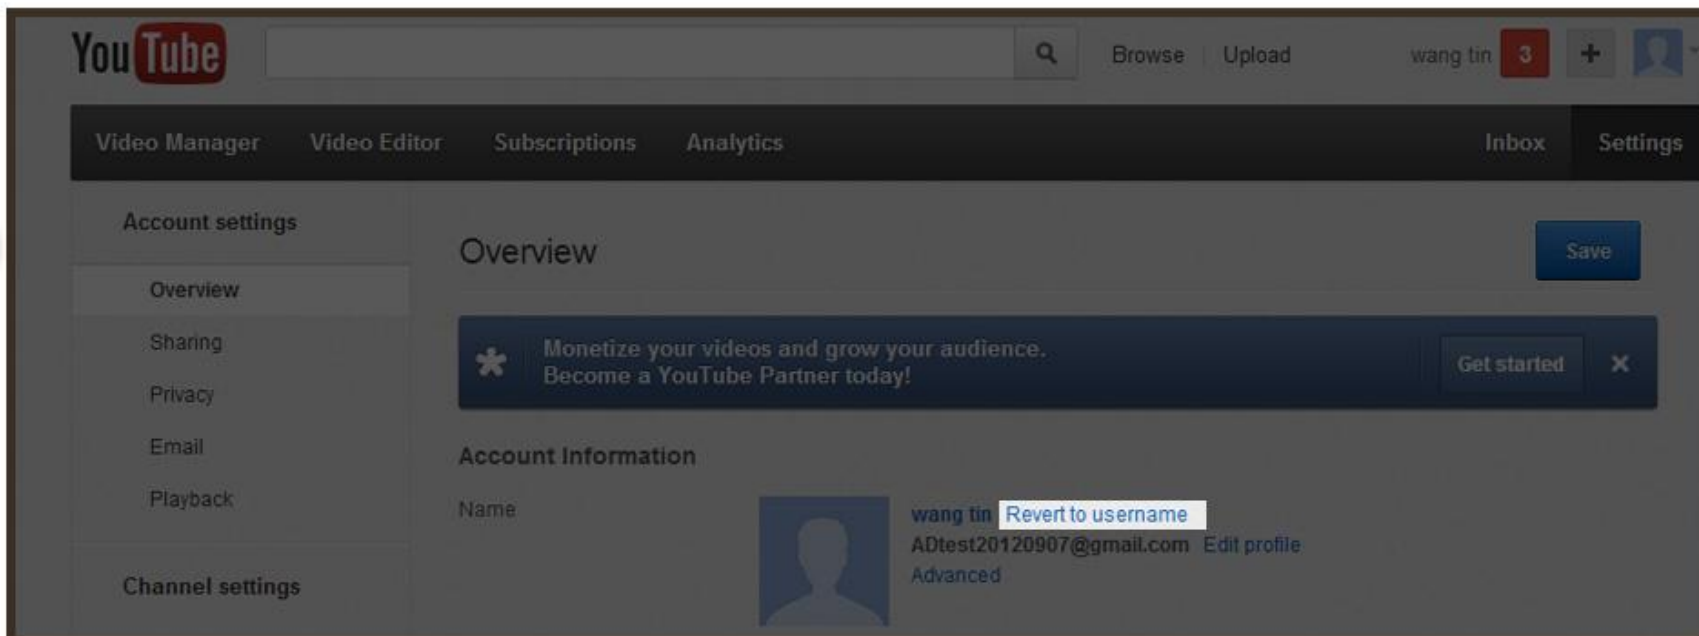 YouTube
Browse Upload wang tin 3 +
Video Manager Video Editor Subscriptions Analytics Inbox Settings
Account settings
Overview
Sharing
Privacy
Email
Playback
Channel settings
Overview Save
Monetize your videos and grow your audience.
Become a YouTube Partner today!
Get started
Account Information
Name
wang tin Revert to username
ADtest20120907@gmail.com Edit profile
Advanced